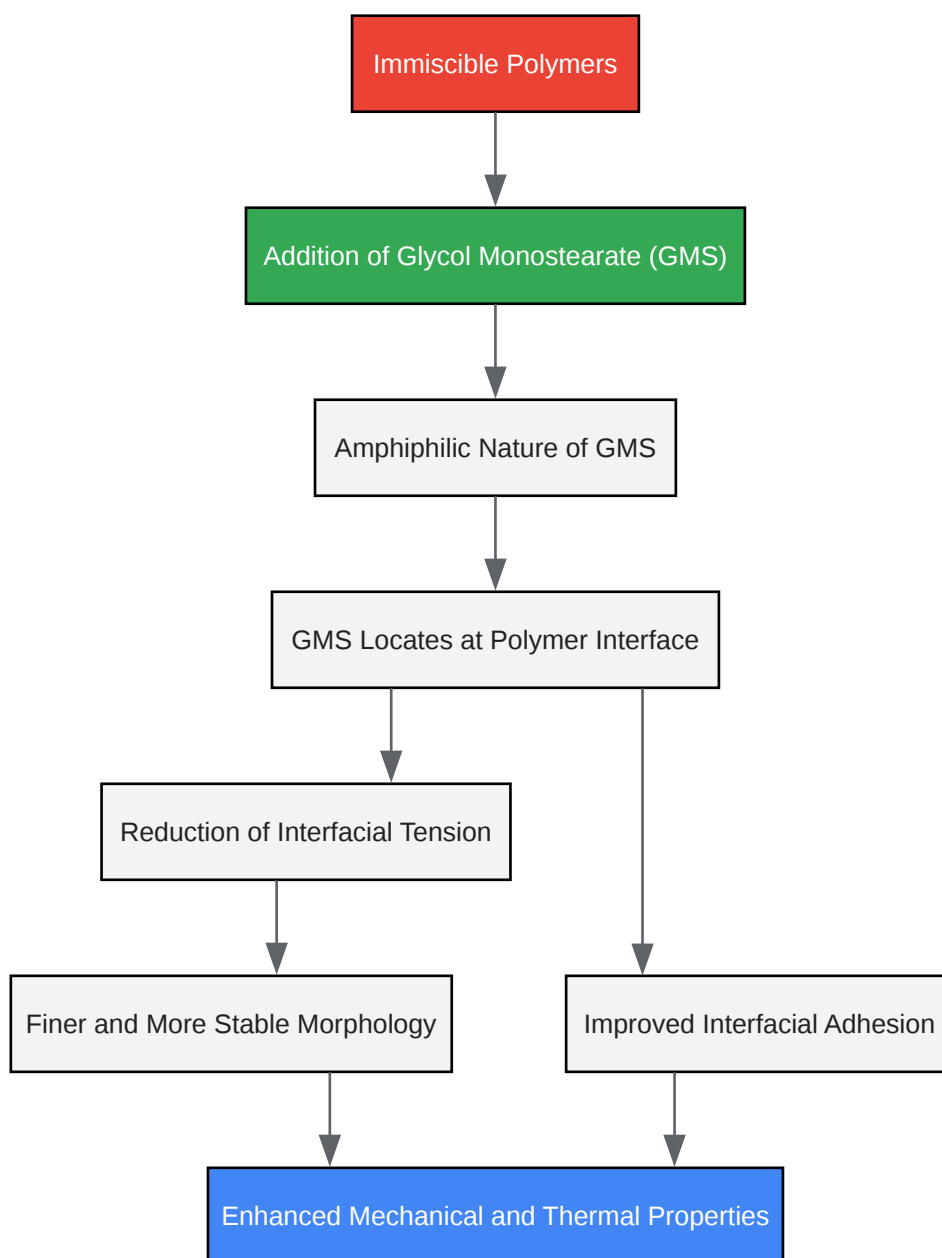 Immiscible Polymers
Addition of Glycol Monostearate (GMS)
Amphiphilic Nature of GMS
GMS Locates at Polymer Interface
Reduction of Interfacial Tension
Finer and More Stable Morphology
Improved Interfacial Adhesion
Enhanced Mechanical and Thermal Properties